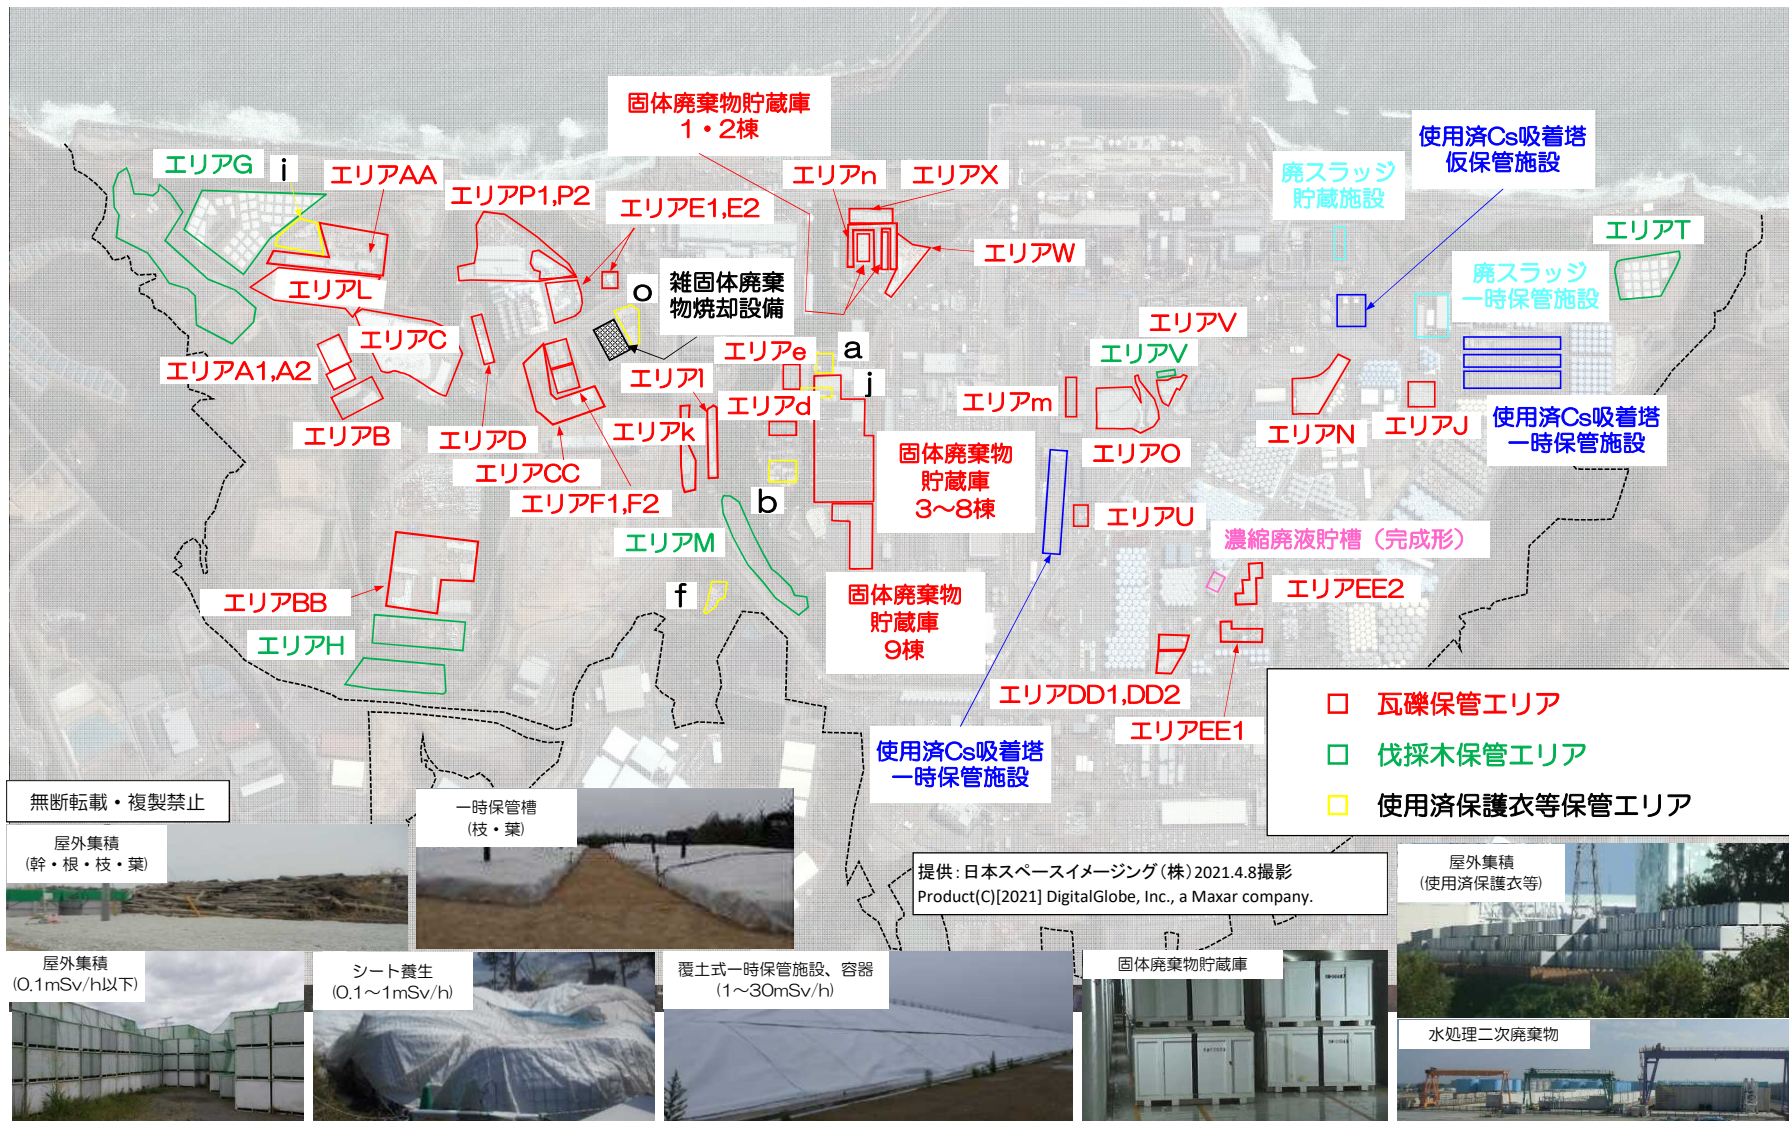 固体廃棄物貯蔵庫
1・2棟
使用済Cs吸着塔
仮保管施設
エリアG
i
エリアAA
エリアP1,P2
エリアE1,E2
エリアn
エリアX
廃スラッジ
貯蔵施設
エリアT
エリアW
廃スラッジ
一時保管施設
エリアL
o
雑固体廃棄
物焼却設備
エリアC
エリアV
エリアe
a
エリアV
エリアA1,A2
エリアl
j
エリアm
エリアd
エリアB
エリアD
エリアk
エリアN
エリアJ
使用済Cs吸着塔
一時保管施設
エリアCC
エリアO
固体廃棄物
貯蔵庫
3～8棟
エリアF1,F2
b
エリアU
エリアM
濃縮廃液貯槽（完成形）
エリアBB
f
固体廃棄物
貯蔵庫
9棟
エリアEE2
エリアH
エリアDD1,DD2
エリアEE1
使用済Cs吸着塔
一時保管施設
瓦礫保管エリア
伐採木保管エリア
使用済保護衣等保管エリア
無断転載・複製禁止
屋外集積
(幹・根・枝・葉)
一時保管槽
(枝・葉)
提供：日本スペースイメージング（株）2021.4.8撮影
Product(C)[2021] DigitalGlobe, Inc., a Maxar company.
屋外集積
(使用済保護衣等)
屋外集積
(0.1mSv/h以下)
シート養生
(0.1～1mSv/h)
覆土式一時保管施設、容器
(1～30mSv/h)
固体廃棄物貯蔵庫
水処理二次廃棄物